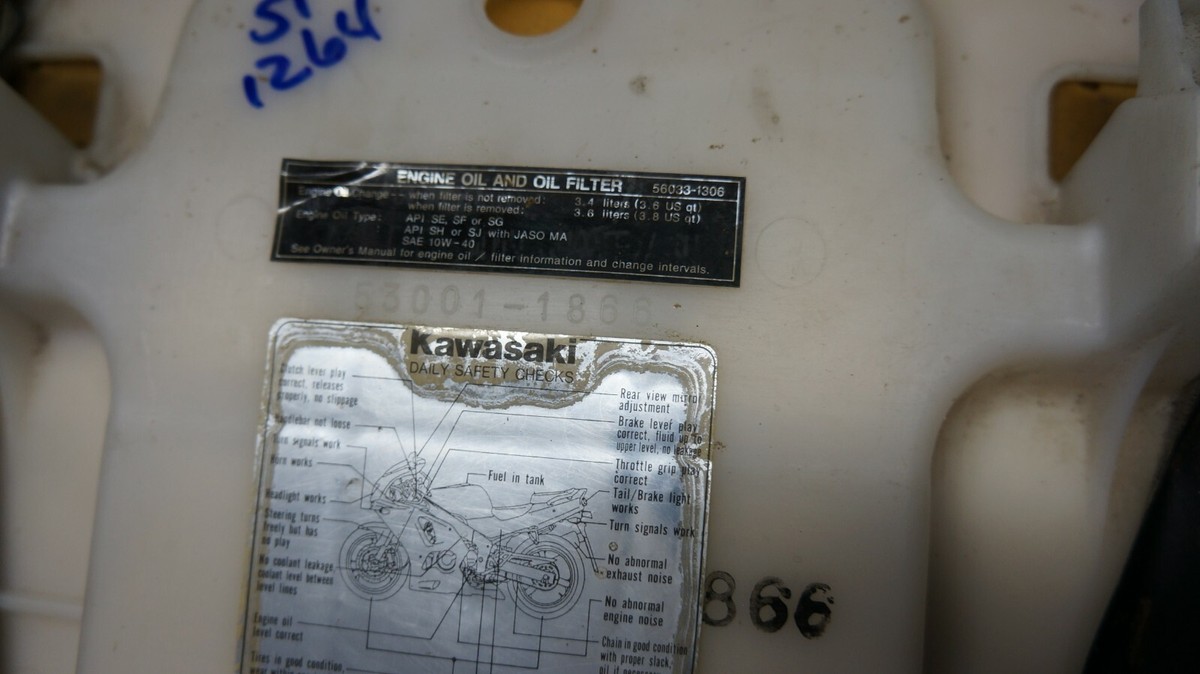 51
1264
ENGINE OIL AND OIL FILTER 56033-1306
Engine Oil Change: when filter is not removed: 3.4 liters (3.6 US qt)
when filter is removed: 3.6 liters (3.8 US qt)
Engine Oil Type: API SE, SF or SG
API SH or SJ with JASO MA
SAE 10W-40
See Owner's Manual for engine oil / filter information and change intervals.
53001-1866
Kawasaki
DAILY SAFETY CHECKS
Clutch lever play
correct, releases
properly, no slippage
Handlebar not loose
Turn signals work
Horn works
Headlight works
Steering turns
freely but has
no play
No coolant leakage,
coolant level between
level lines
Engine oil
level correct
Tires in good condition,
Fuel in tank
Rear view mirror
adjustment
Brake lever play
correct, fluid up to
upper level, no leakage
Throttle grip play
correct
Tail/Brake light
works
Turn signals work
No abnormal
exhaust noise
No abnormal
engine noise
Chain in good condition
with proper slack,
oil if necessary
866